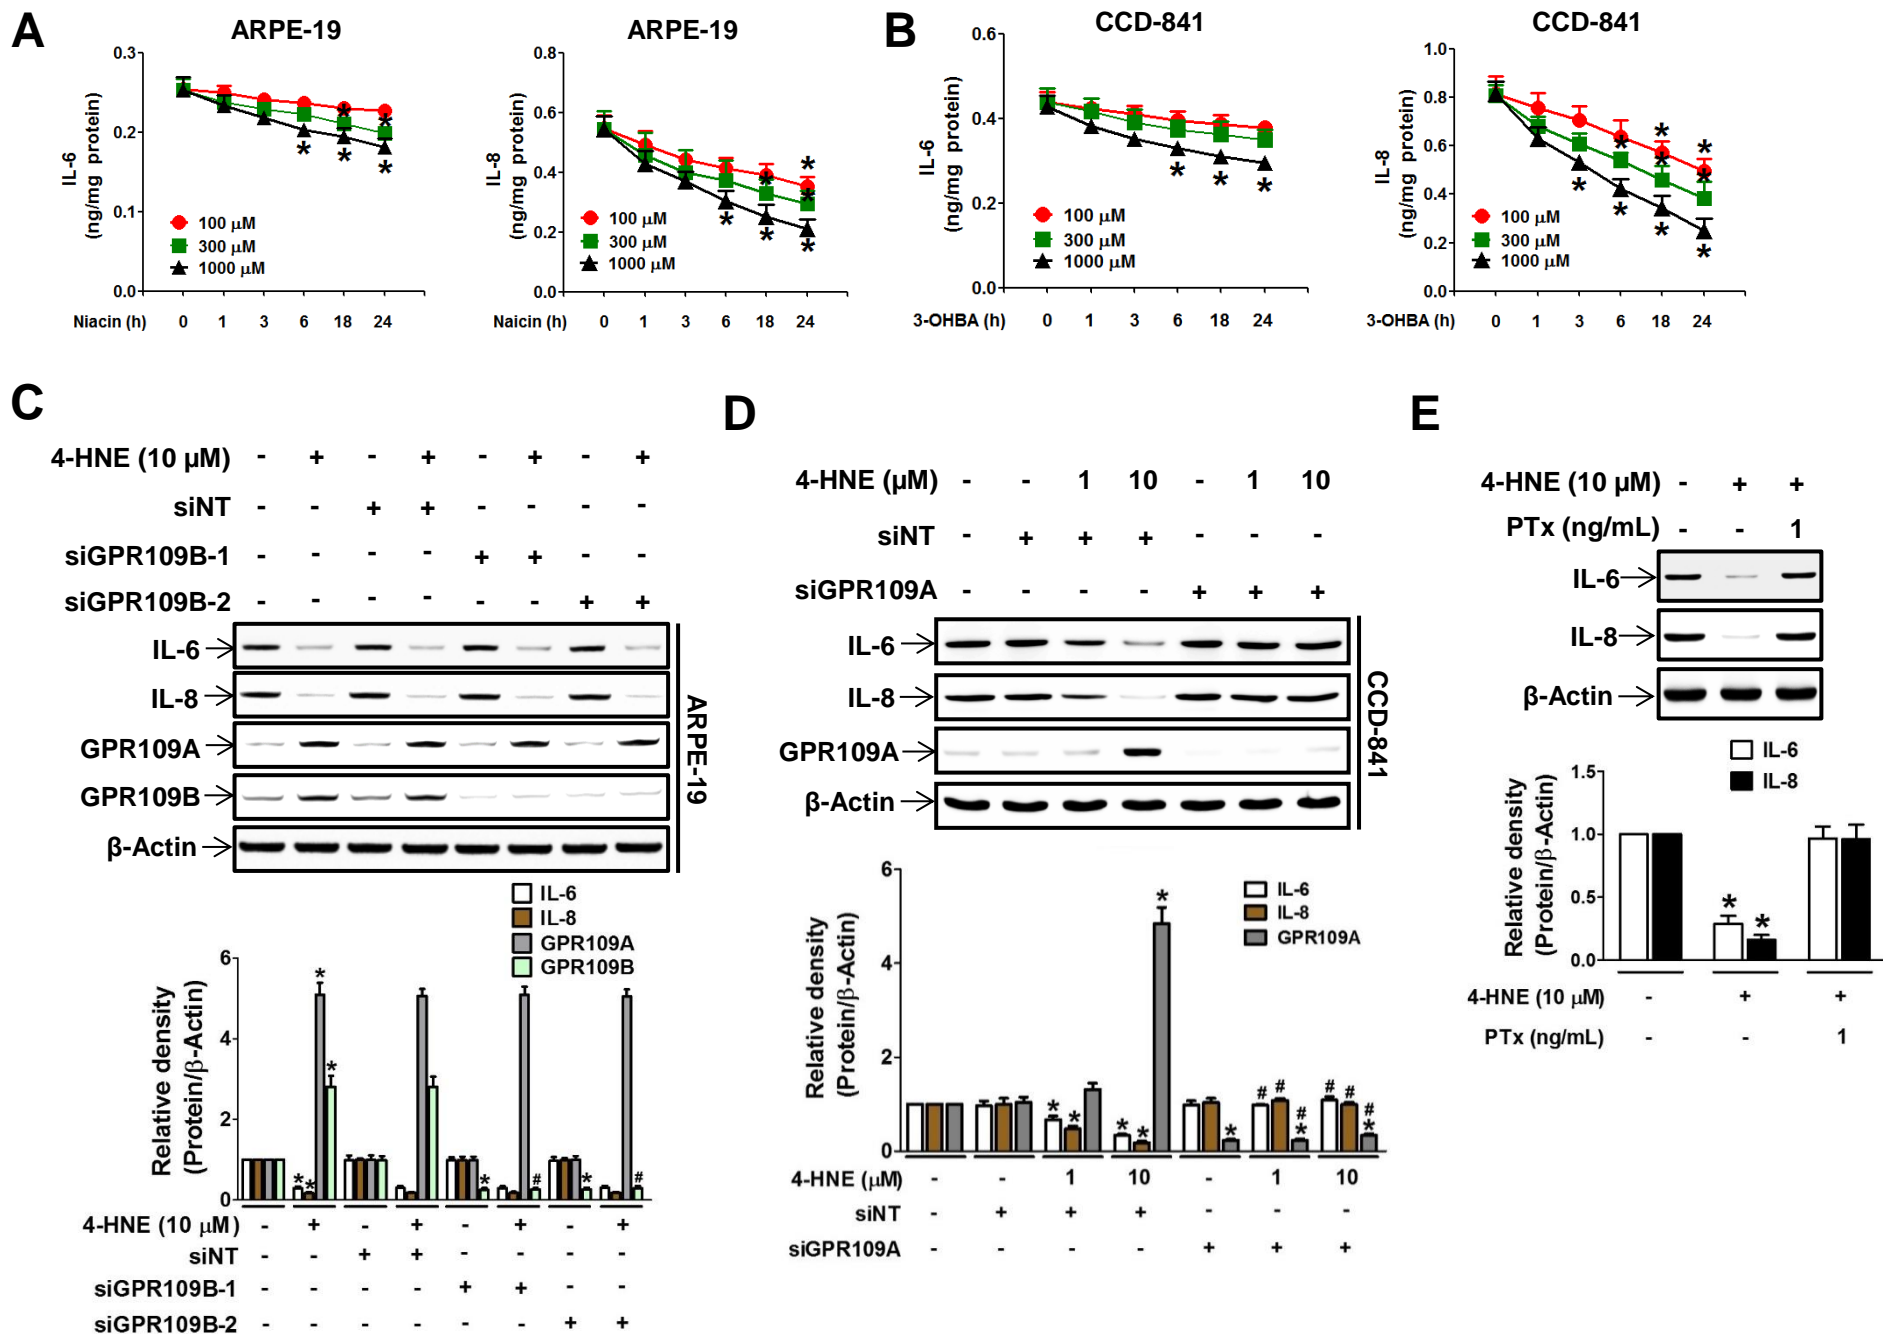 A
ARPE-19
IL-6
(ng/mg protein)
0.3
0.2
0.1
0.0
* *
* * *
100 μM
300 μM
1000 μM
Niacin (h) 0 1 3 6 18 24
ARPE-19
IL-8
(ng/mg protein)
0.8
0.6
0.4
0.2
0.0
*
* *
* * *
100 μM
300 μM
1000 μM
Naicin (h) 0 1 3 6 18 24
B
CCD-841
IL-6
(ng/mg protein)
0.6
0.4
0.2
0.0
* * *
100 μM
300 μM
1000 μM
3-OHBA (h) 0 1 3 6 18 24
CCD-841
IL-8
(ng/mg protein)
1.0
0.8
0.6
0.4
0.2
0.0
* *
* * *
* * * *
100 μM
300 μM
1000 μM
3-OHBA (h) 0 1 3 6 18 24
C
4-HNE (10 μM) - + - + - + - +
siNT - - + + - - - -
siGPR109B-1 - - - - + + - -
siGPR109B-2 - - - - - - + +
IL-6
IL-8
GPR109A
GPR109B
β-Actin
ARPE-19
IL-6
IL-8
GPR109A
GPR109B
Relative density
(Protein/β-Actin)
6
4
2
0
* * * * * # * #
4-HNE (10 μM) - + - + - + - +
siNT - - + + - - - -
siGPR109B-1 - - - - + + - -
siGPR109B-2 - - - - - - + +
D
4-HNE (μM) - - 1 10 - 1 10
siNT - + + + - - -
siGPR109A - - - - + + +
IL-6
IL-8
GPR109A
β-Actin
CCD-841
IL-6
IL-8
GPR109A
Relative density
(Protein/β-Actin)
6
4
2
0
* * * * * * # # # * # # # *
4-HNE (μM) - - 1 10 - 1 10
siNT - + + + - - -
siGPR109A - - - - + + +
E
4-HNE (10 μM) - + +
PTx (ng/mL) - - 1
IL-6
IL-8
β-Actin
IL-6
IL-8
Relative density
(Protein/β-Actin)
1.5
1.0
0.5
0.0
* *
4-HNE (10 μM) - + +
PTx (ng/mL) - - 1